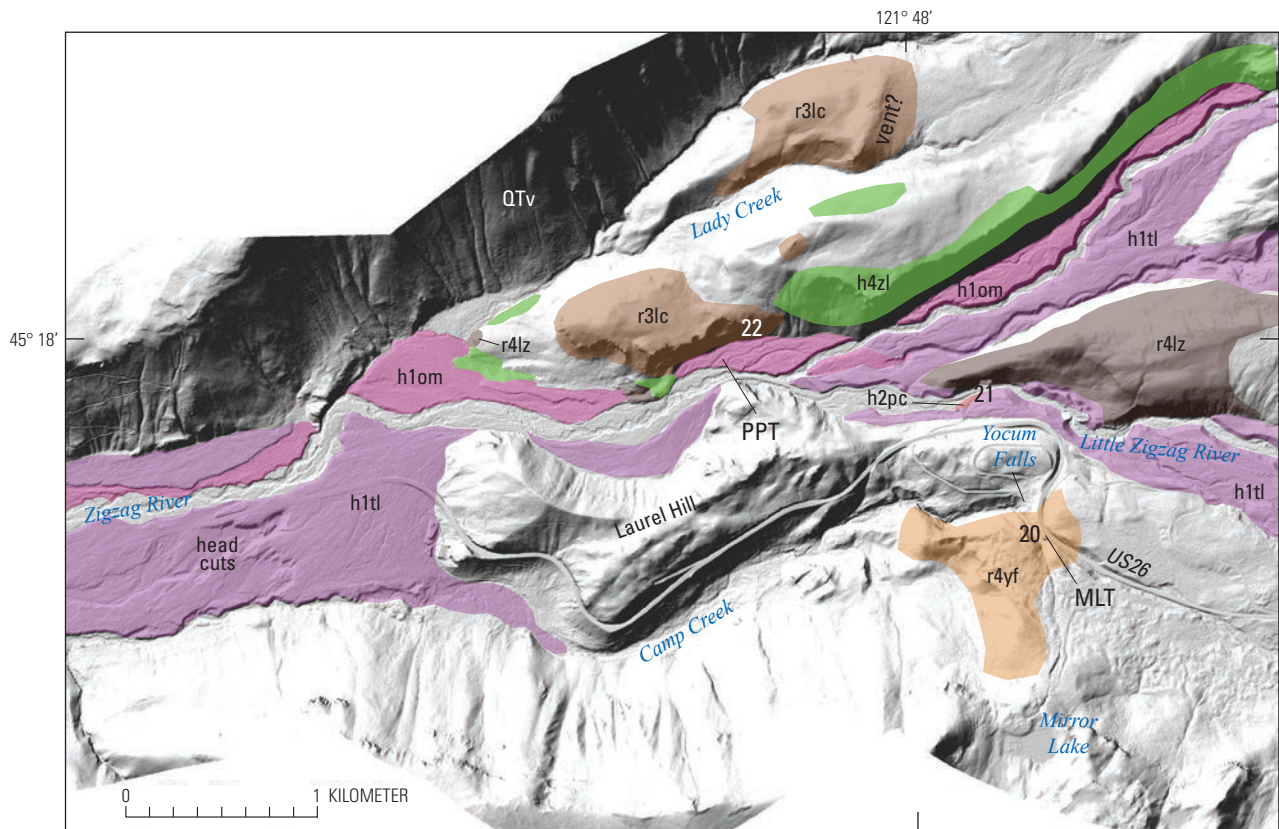 121° 48′
r3lc
vent?
QTv
Lady Creek
h1tl
h4zl
h1om
r3lc
22
45° 18′
r4lz
r4lz
h1om
h2pc
21
PPT
Yocum
Falls
Little Zigzag River
h1tl
Zigzag River
h1tl
Laurel Hill
head
cuts
20
US26
r4yf
MLT
Camp Creek
Mirror
Lake
0 1 KILOMETER